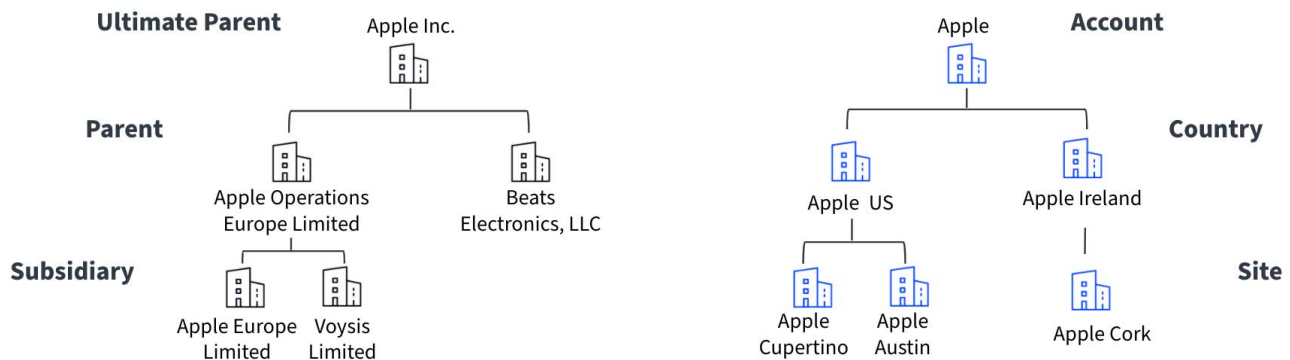 Ultimate Parent
Apple Inc.
Parent
Apple Operations
Europe Limited
Beats
Electronics, LLC
Subsidiary
Apple Europe
Limited
Voysis
Limited
Apple
Account
Country
Apple  US
Apple Ireland
Site
Apple
Cupertino
Apple
Austin
Apple Cork